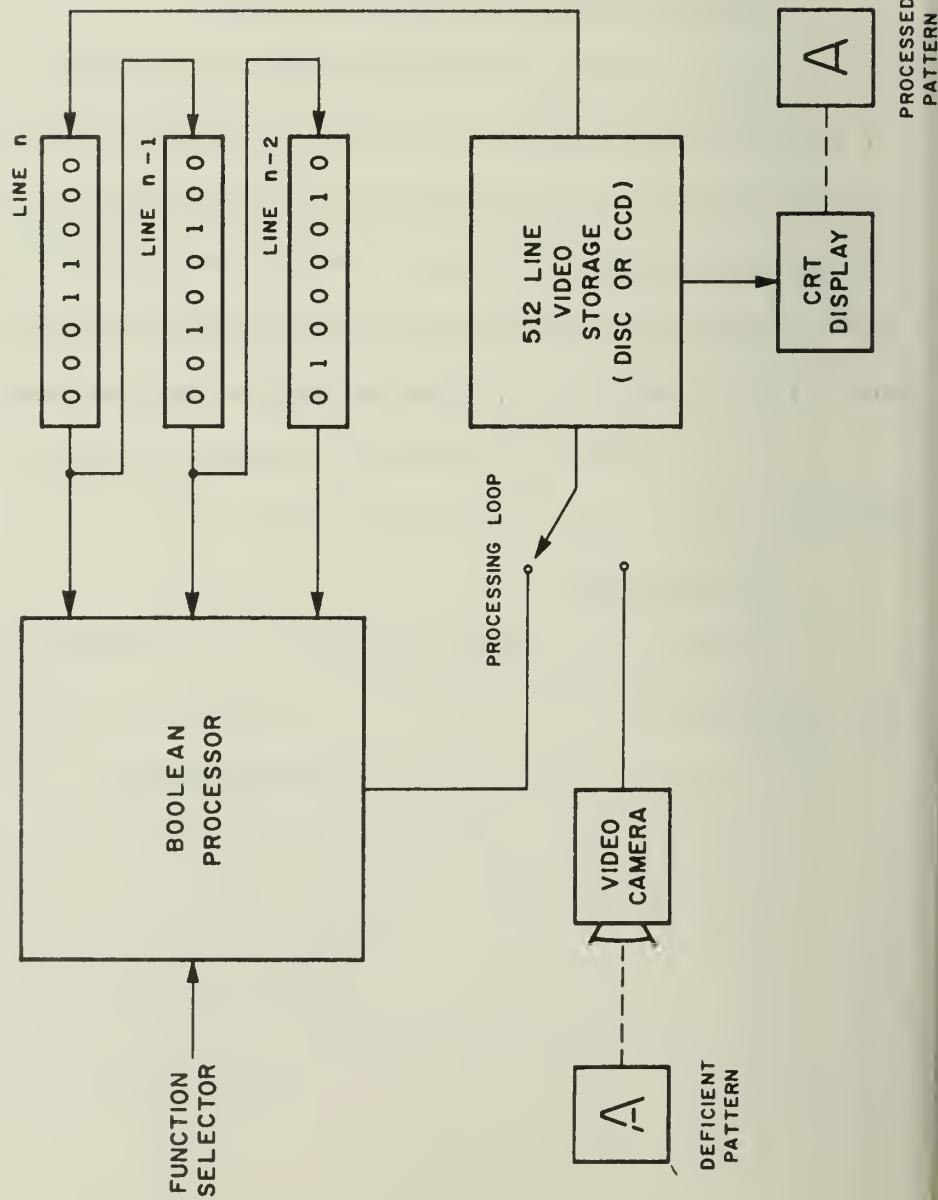 LINE n
0 0 0 1 1 0 0 0
LINE n-1
0 0 1 0 0 1 0 0
LINE n-2
0 1 0 0 0 0 1 0
BOOLEAN
PROCESSOR
FUNCTION
SELECTOR
PROCESSING LOOP
512 LINE
VIDEO
STORAGE
( DISC OR CCD)
VIDEO
CAMERA
CRT
DISPLAY
A
DEFICIENT
PATTERN
A
PROCESSED
PATTERN